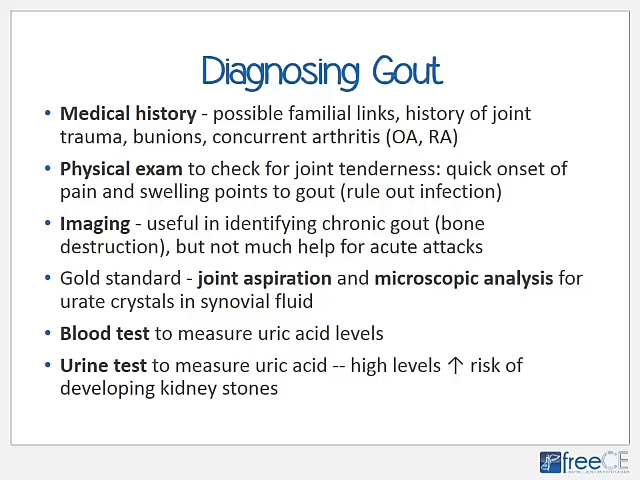 Diagnosing Gout
• Medical history - possible familial links, history of joint
trauma, bunions, concurrent arthritis (OA, RA)
• Physical exam to check for joint tenderness: quick onset of
pain and swelling points to gout (rule out infection)
• Imaging - useful in identifying chronic gout (bone
destruction), but not much help for acute attacks
• Gold standard - joint aspiration and microscopic analysis for
urate crystals in synovial fluid
• Blood test to measure uric acid levels
• Urine test to measure uric acid -- high levels ↑ risk of
developing kidney stones
freeCE